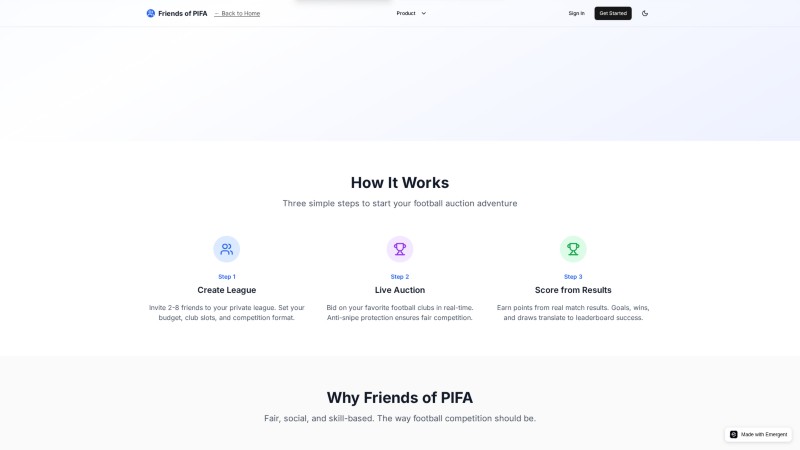 Friends of PIFA
← Back to Home
Product
Sign In
Get Started
How It Works
Three simple steps to start your football auction adventure
Step 1
Create League
Invite 2-8 friends to your private league. Set your
budget, club slots, and competition format.
Step 2
Live Auction
Bid on your favorite football clubs in real-time.
Anti-snipe protection ensures fair competition.
Step 3
Score from Results
Earn points from real match results. Goals, wins,
and draws translate to leaderboard success.
Why Friends of PIFA
Fair, social, and skill-based. The way football competition should be.
Made with Emergent